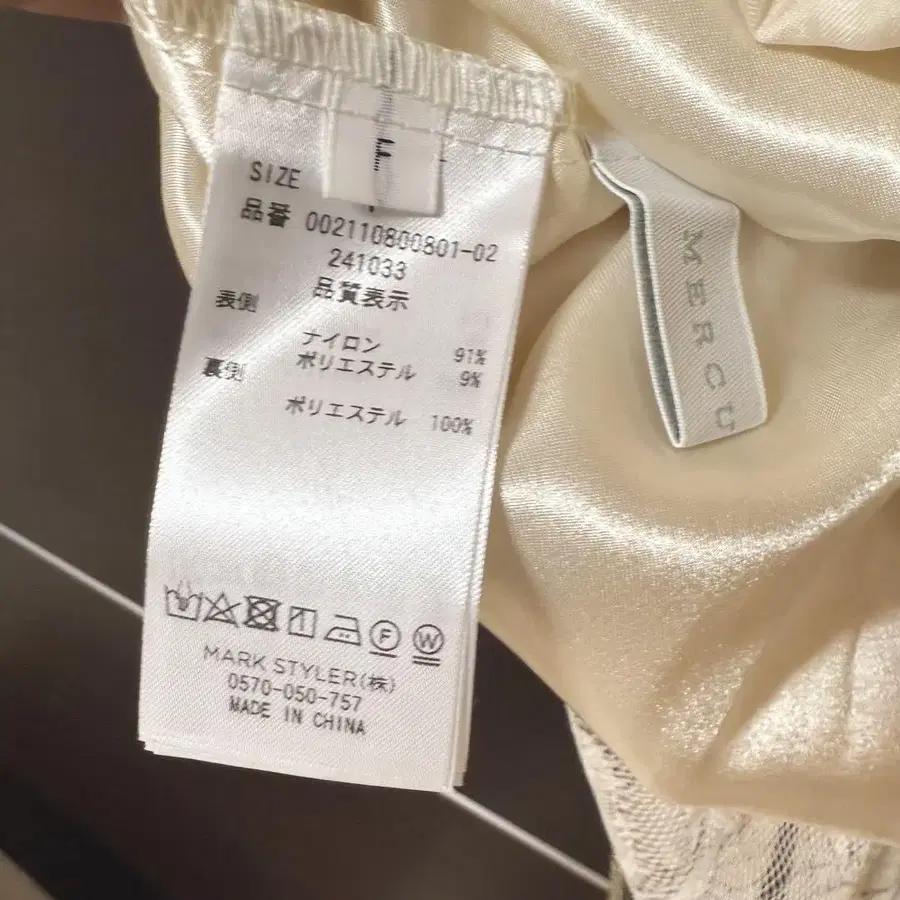 F
SIZE
品番 002110800801-02
241033
品質表示
表側
ナイロン 91%
ポリエステル 9%
裏側
ポリエステル 100%
F
W
MARK STYLER(株)
0570-050-757
MADE IN CHINA
MERCU